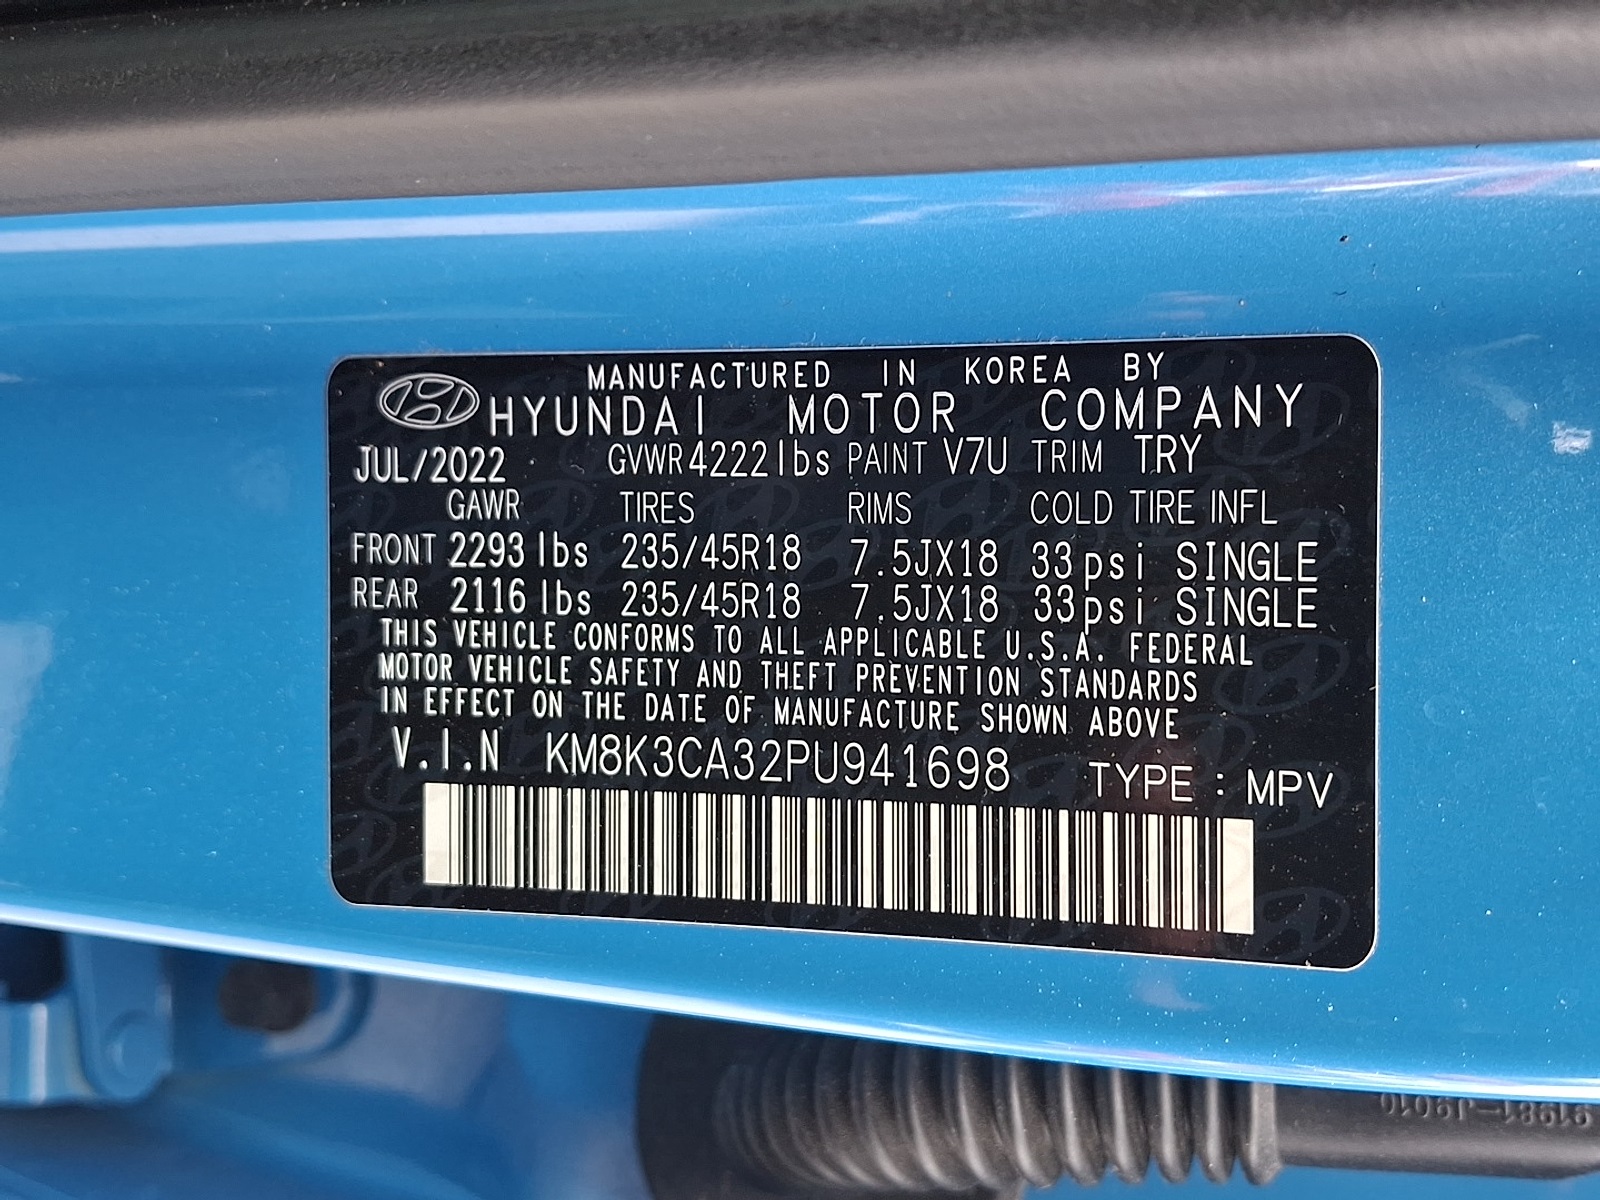 MANUFACTURED IN KOREA BY
HYUNDAI MOTOR COMPANY
JUL/2022 GVWR 4222 lbs PAINT V7U TRIM TRY
GAWR TIRES RIMS COLD TIRE INFL
FRONT 2293 lbs 235/45R18 7.5JX18 33psi SINGLE
REAR 2116 lbs 235/45R18 7.5JX18 33psi SINGLE
THIS VEHICLE CONFORMS TO ALL APPLICABLE U.S.A. FEDERAL
MOTOR VEHICLE SAFETY AND THEFT PREVENTION STANDARDS
IN EFFECT ON THE DATE OF MANUFACTURE SHOWN ABOVE
V.I.N KM8K3CA32PU941698 TYPE : MPV
91981-J9010